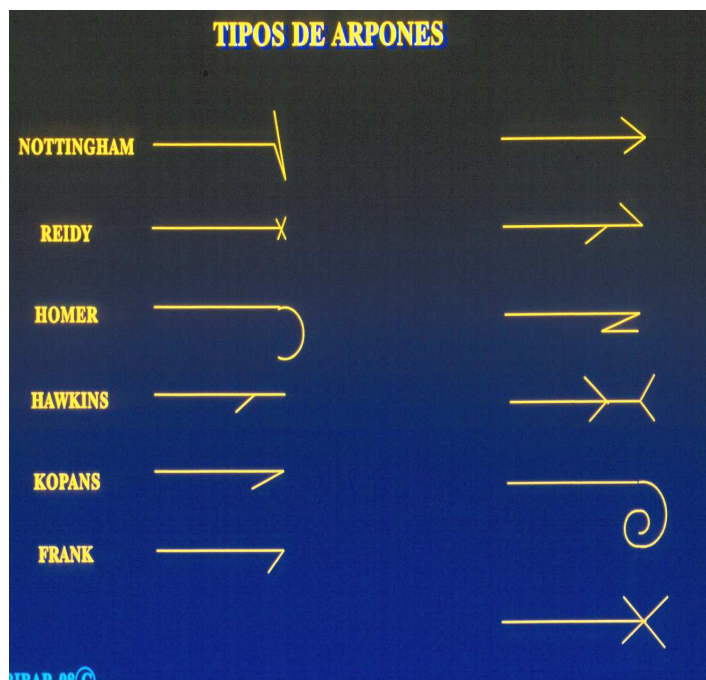 TIPOS DE ARPONES
NOTTINGHAM
REIDY
HOMER
HAWKINS
KOPANS
FRANK